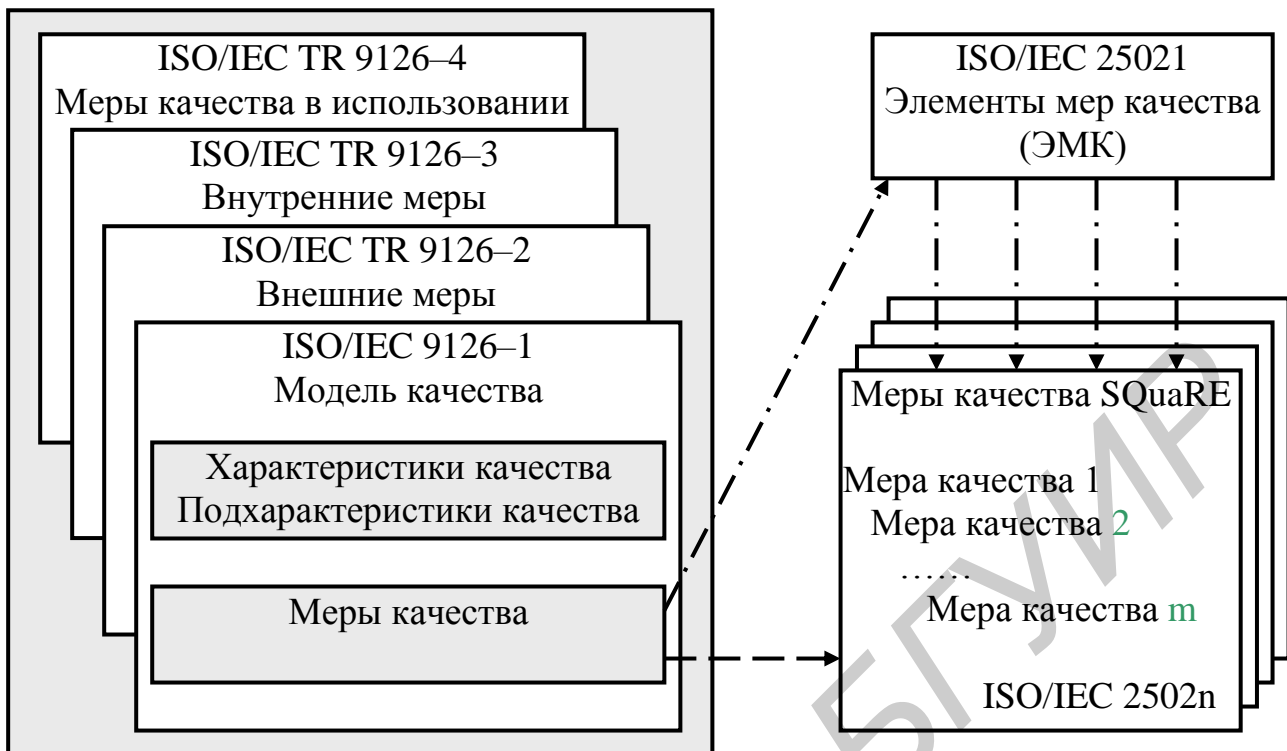 ISO/IEC TR 9126–4
Меры качества в использовании
ISO/IEC TR 9126–3
Внутренние меры
ISO/IEC TR 9126–2
Внешние меры
ISO/IEC 9126–1
Модель качества
Характеристики качества
Подхарактеристики качества
Меры качества
ISO/IEC 25021
Элементы мер качества
(ЭМК)
Меры качества SQuaRE
Мера качества 1
Мера качества 2
......
Мера качества m
ISO/IEC 2502n
БГУИР